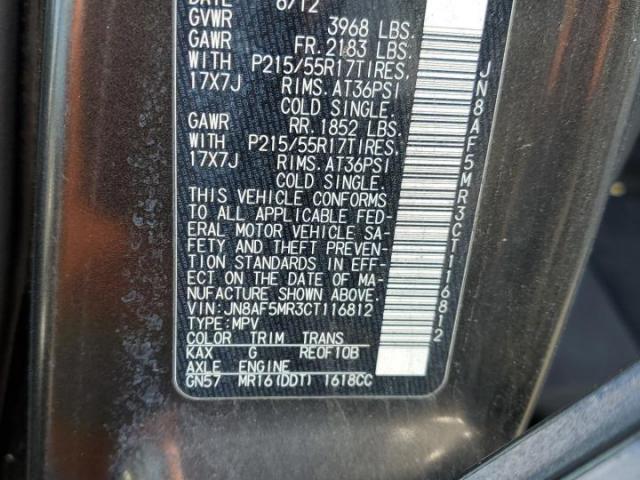 DATE 6/12
GVWR 3968 LBS.
GAWR FR. 2183 LBS.
WITH P215/55R17TIRES,
17X7J RIMS, AT36PSI
COLD SINGLE.
GAWR RR. 1852 LBS.
WITH P215/55R17TIRES,
17X7J RIMS, AT36PSI
COLD SINGLE.
THIS VEHICLE CONFORMS
TO ALL APPLICABLE FED-
ERAL MOTOR VEHICLE SA-
FETY AND THEFT PREVEN-
TION STANDARDS IN EFF-
ECT ON THE DATE OF MA-
NUFACTURE SHOWN ABOVE.
VIN:JN8AF5MR3CT116812
TYPE:MPV
COLOR TRIM TRANS
KAX G RE0F10B
AXLE ENGINE
GN57 MR16(DDT) 1618CC
JN8AF5MR3CT116812